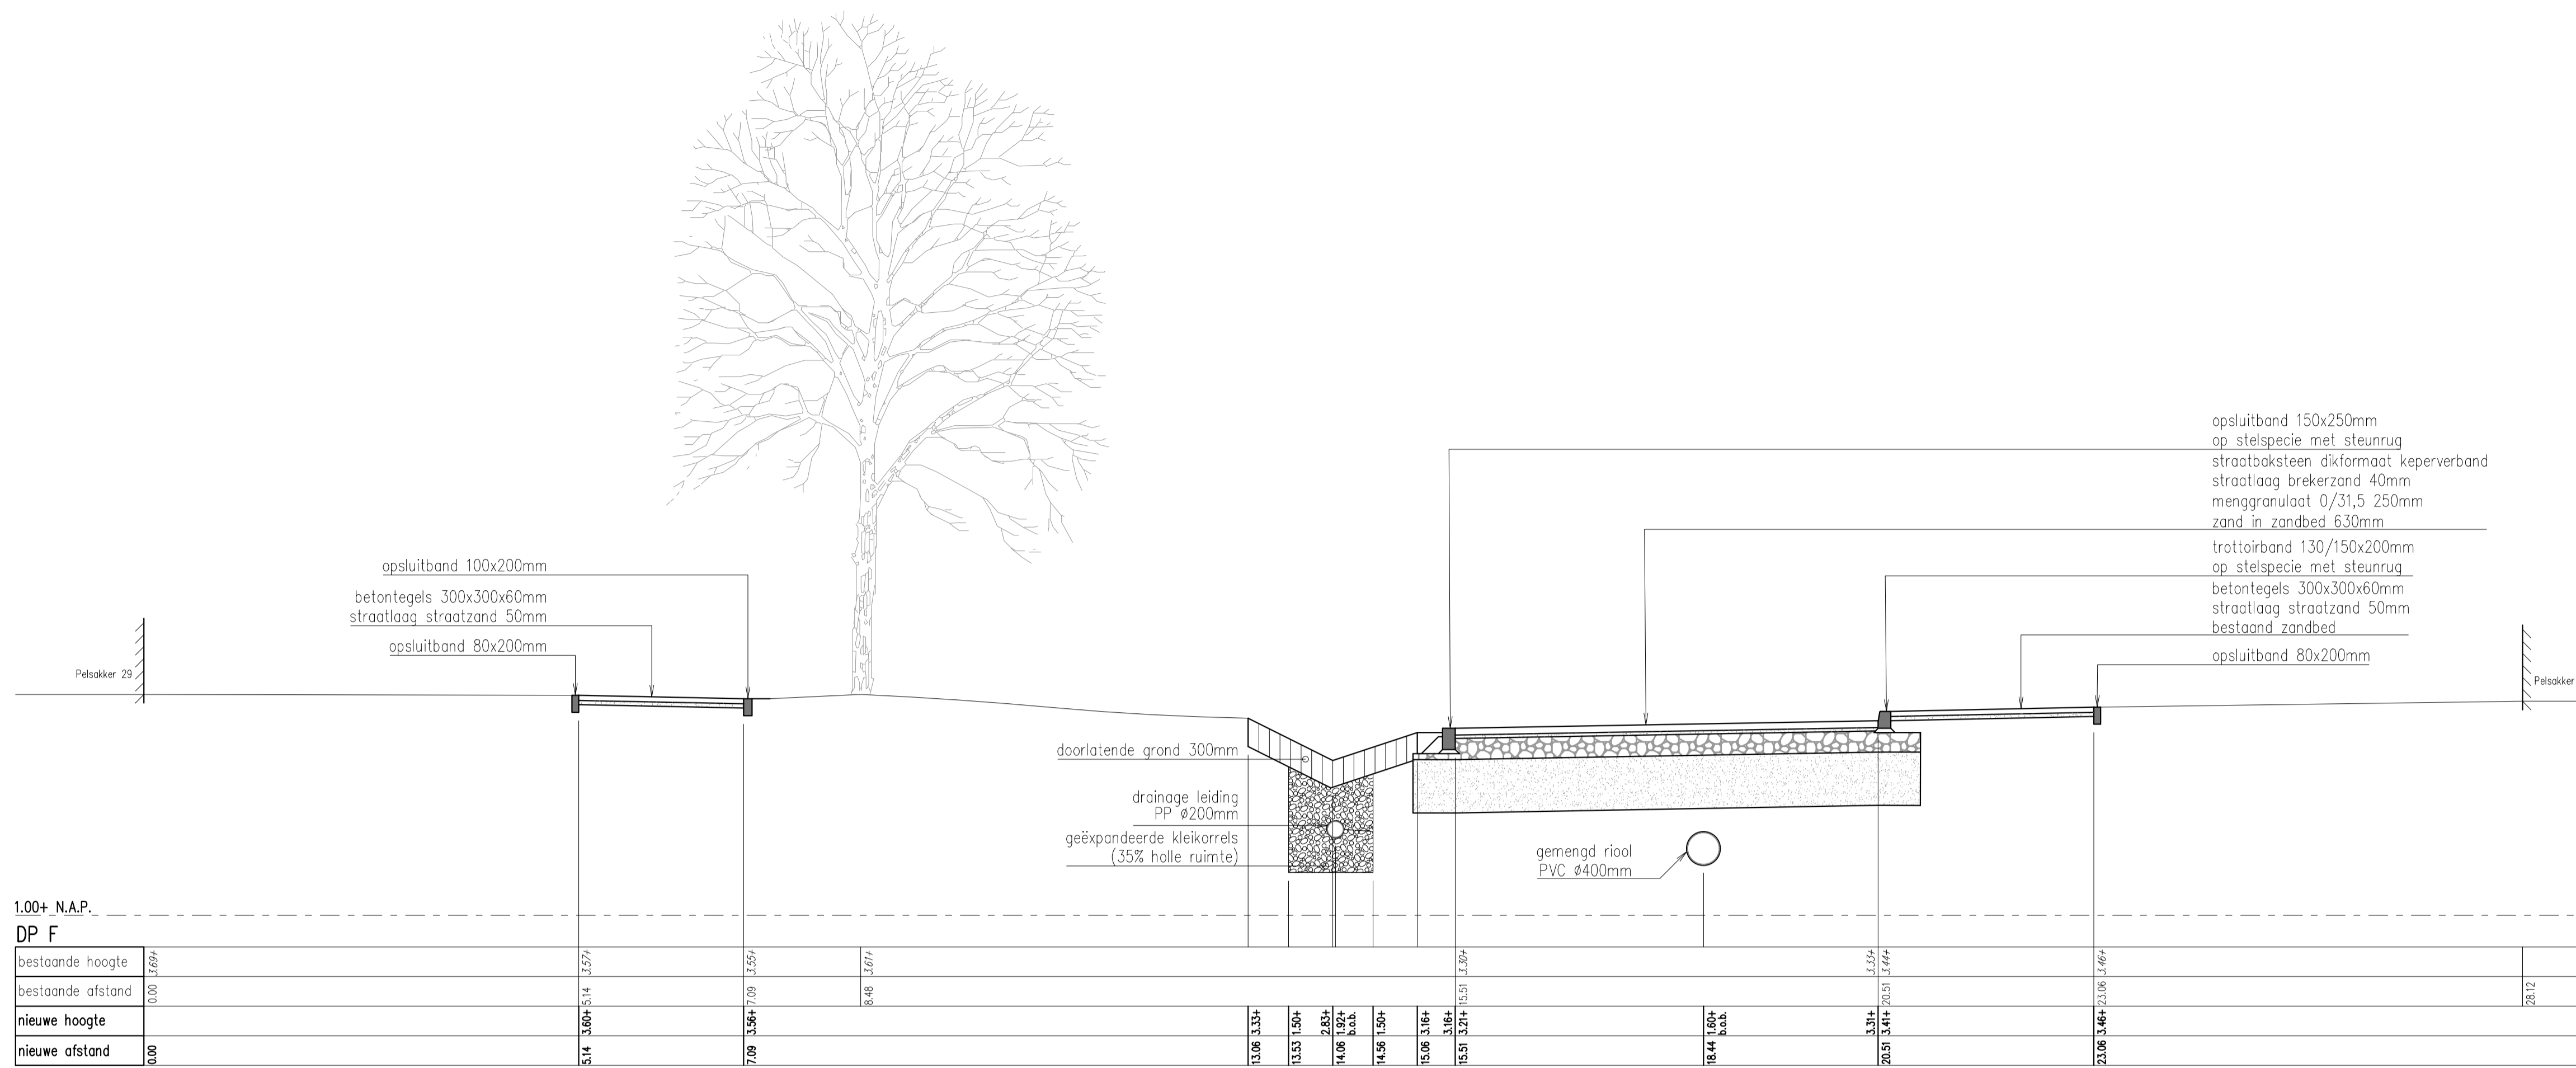 opsluitband 150x250mm
op stelspecie met steunrug
straatbaksteen dikformaat keperverband
straatlaag brekerzand 40mm
menggranulaat 0/31,5 250mm
zand in zandbed 630mm
trottoirband 130/150x200mm
op stelspecie met steunrug
betontegels 300x300x60mm
straatlaag straatzand 50mm
bestaand zandbed
opsluitband 80x200mm
opsluitband 100x200mm
betontegels 300x300x60mm
straatlaag straatzand 50mm
opsluitband 80x200mm
Pelsakker 29
Pelsakker
doorlatende grond 300mm
drainage leiding
PP ø200mm
geëxpandeerde kleikorrels
(35% holle ruimte)
gemengd riool
PVC ø400mm
1.00+ N.A.P.
DP F
bestaande hoogte 3.69+ 3.57+ 3.55+ 3.61+ 3.30+ 3.33+ 3.44+ 3.46+
bestaande afstand 0.00 5.14 7.09 8.48 15.51 20.51 23.06 28.12
nieuwe hoogte 3.60+ 3.56+ 3.33+ 1.50+ 2.83+ 1.92+ b.o.b. 1.50+ 3.16+ 3.16+ 3.21+ 1.60+ b.o.b. 3.31+ 3.41+ 3.46+
nieuwe afstand 0.00 5.14 7.09 13.06 13.53 14.06 14.56 15.06 15.51 18.44 20.51 23.06